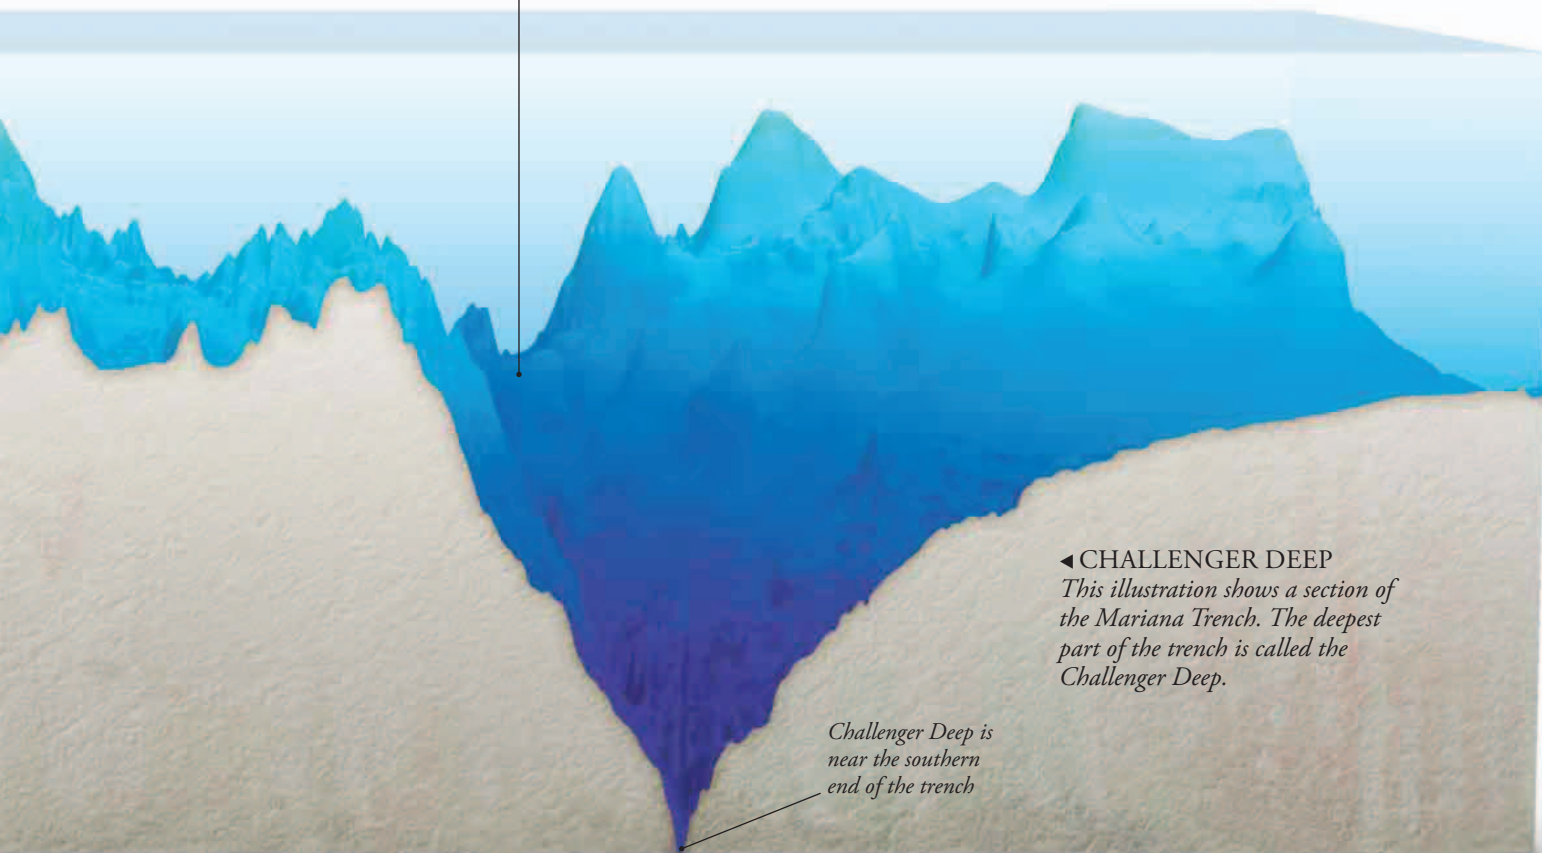 ◄ CHALLENGER DEEP
This illustration shows a section of
the Mariana Trench. The deepest
part of the trench is called the
Challenger Deep.
Challenger Deep is
near the southern
end of the trench